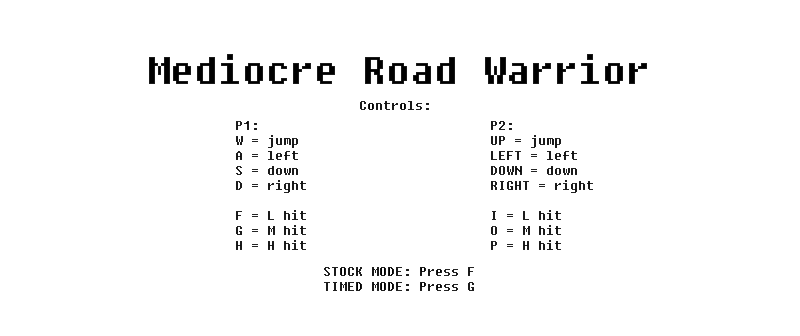 Mediocre Road Warrior
Controls:
P1:
W = jump
A = left
S = down
D = right
F = L hit
G = M hit
H = H hit
P2:
UP = jump
LEFT = left
DOWN = down
RIGHT = right
I = L hit
O = M hit
P = H hit
STOCK MODE: Press F
TIMED MODE: Press G